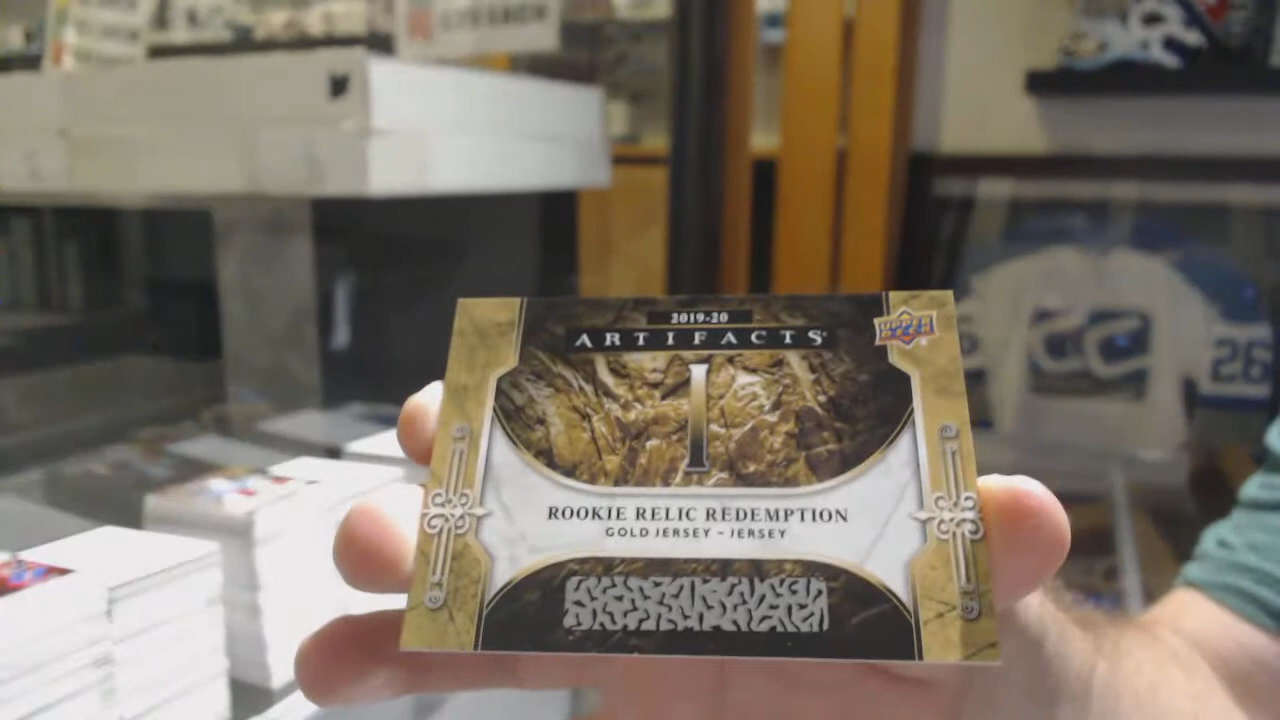 2019-20
ARTIFACTS
UPPER DECK
I
ROOKIE RELIC REDEMPTION
GOLD JERSEY - JERSEY
26